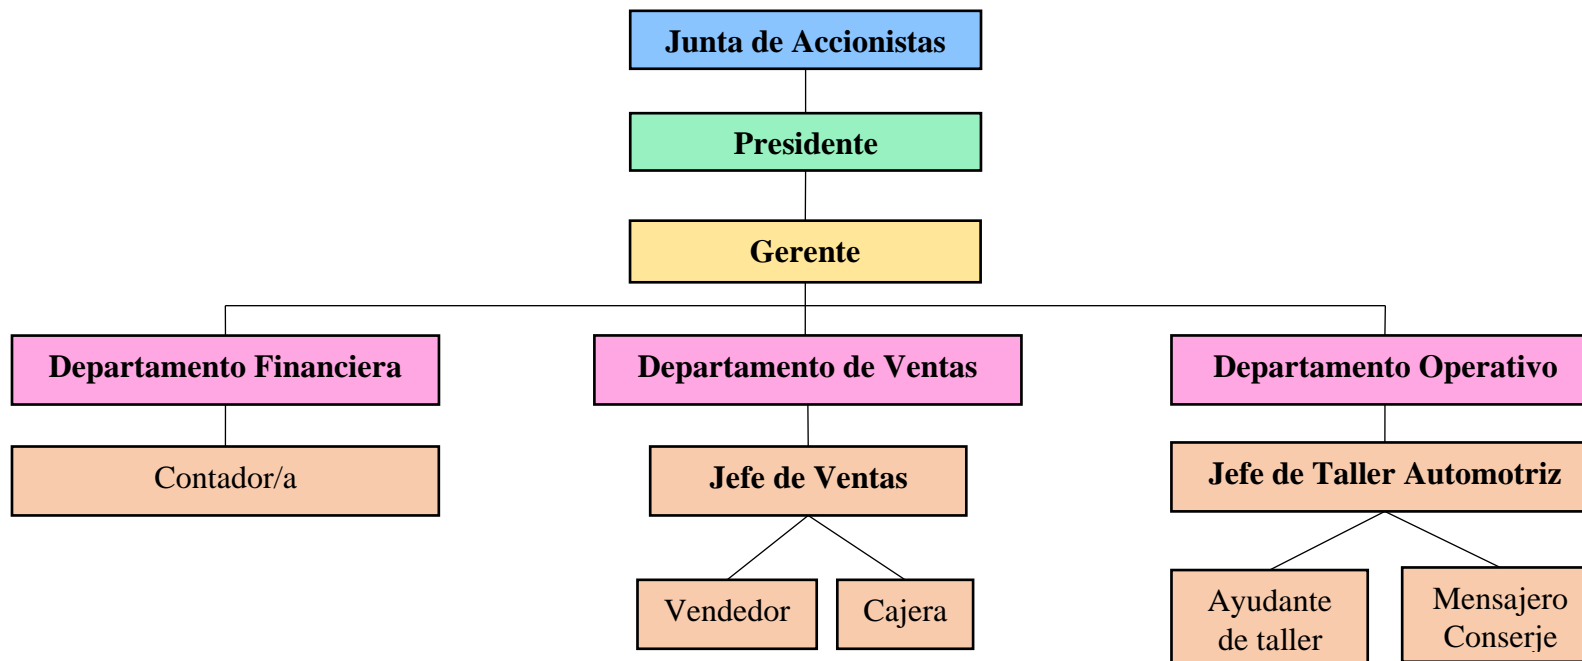 Junta de Accionistas
Presidente
Gerente
Departamento Financiera
Departamento de Ventas
Departamento Operativo
Contador/a
Jefe de Ventas
Jefe de Taller Automotriz
Vendedor
Cajera
Ayudante
de taller
Mensajero
Conserje